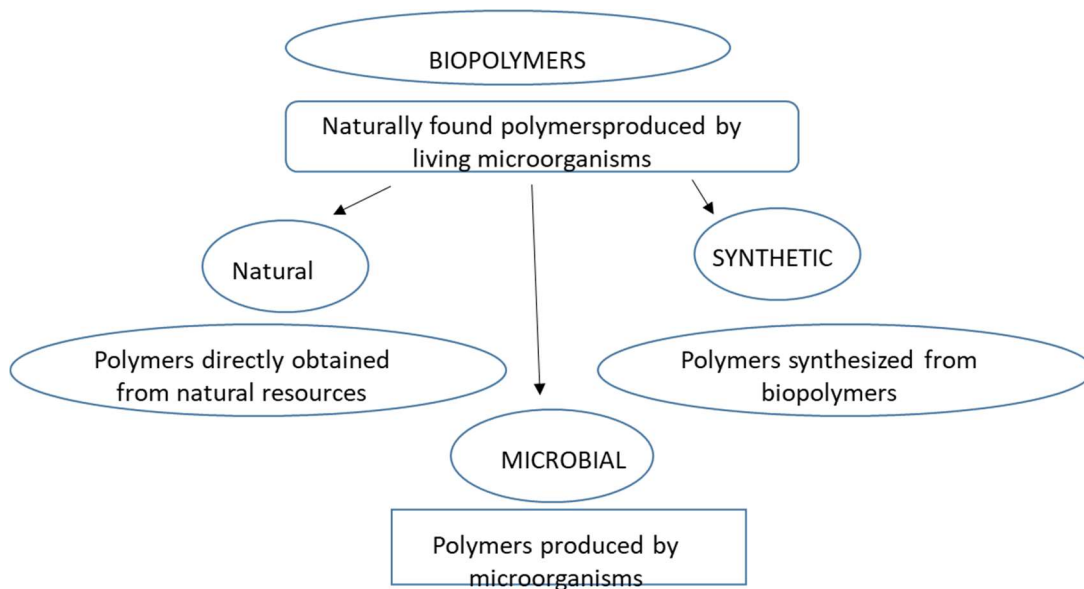 BIOPOLYMERS
Naturally found polymersproduced by
living microorganisms
Natural
SYNTHETIC
Polymers directly obtained
from natural resources
Polymers synthesized from
biopolymers
MICROBIAL
Polymers produced by
microorganisms